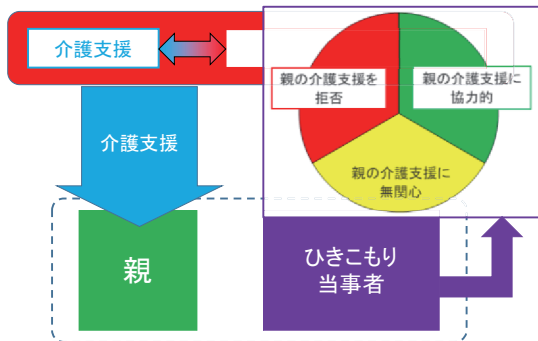 介護支援
親の介護支援を
拒否
親の介護支援に
協力的
介護支援
親の介護支援に
無関心
親
ひきこもり
当事者